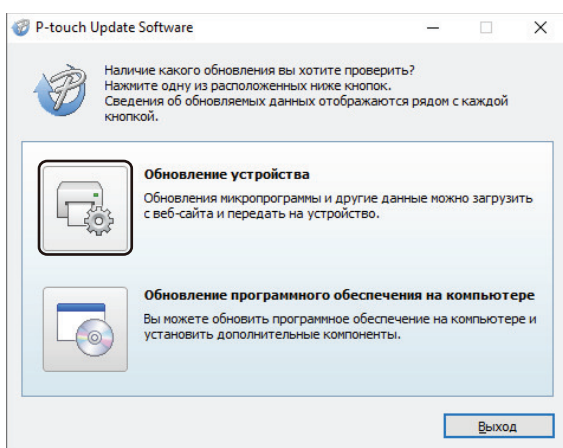 P-touch Update Software
Наличие какого обновления вы хотите проверить?
Нажмите одну из расположенных ниже кнопок.
Сведения об обновляемых данных отображаются рядом с каждой
кнопкой.
Обновление устройства
Обновления микропрограммы и другие данные можно загрузить
с веб-сайта и передать на устройство.
Обновление программного обеспечения на компьютере
Вы можете обновить программное обеспечение на компьютере и
установить дополнительные компоненты.
Выход